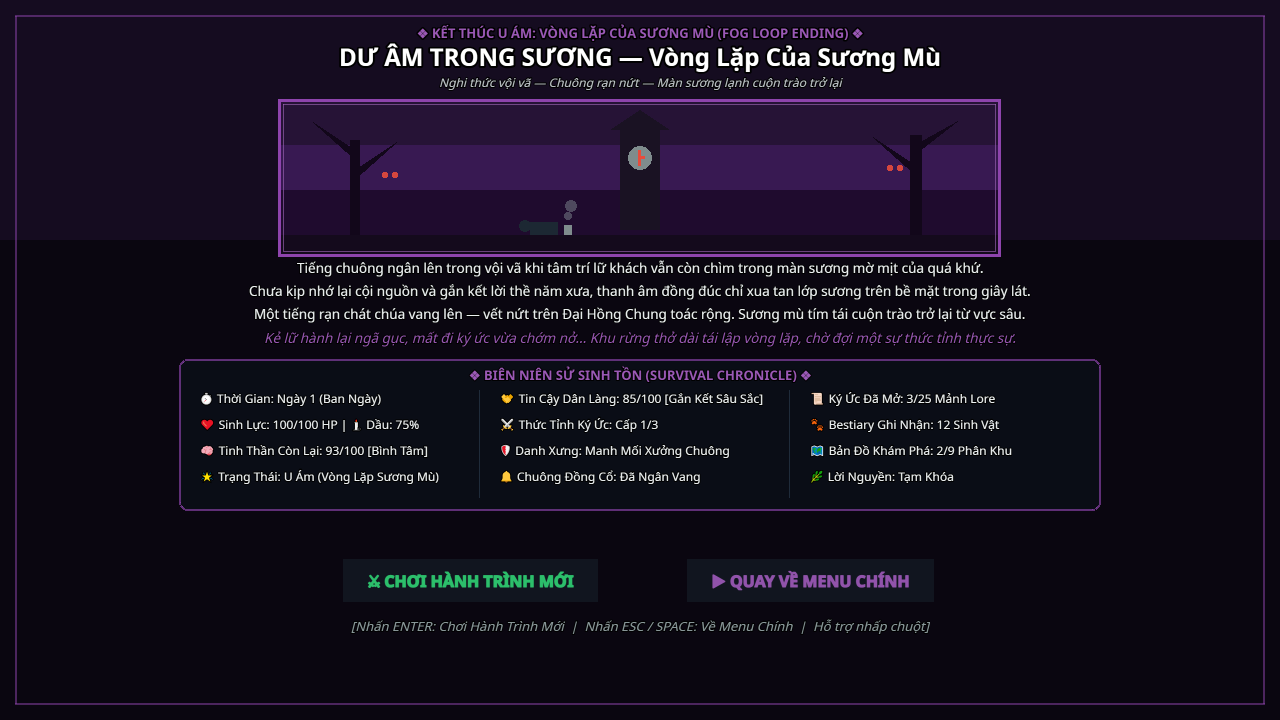 ❖ KẾT THÚC U ÁM: VÒNG LẶP CỦA SƯƠNG MÙ (FOG LOOP ENDING) ❖
DƯ ÂM TRONG SƯƠNG — Vòng Lặp Của Sương Mù
Nghi thức vội vã — Chuông rạn nứt — Màn sương lạnh cuộn trào trở lại
Tiếng chuông ngân lên trong vội vã khi tâm trí lữ khách vẫn còn chìm trong màn sương mờ mịt của quá khứ.
Chưa kịp nhớ lại cội nguồn và gắn kết lời thề năm xưa, thanh âm đồng đúc chỉ xua tan lớp sương trên bề mặt trong giây lát.
Một tiếng rạn chát chúa vang lên — vết nứt trên Đại Hồng Chung toác rộng. Sương mù tím tái cuộn trào trở lại từ vực sâu.
Kẻ lữ hành lại ngã gục, mất đi ký ức vừa chớm nở... Khu rừng thở dài tái lập vòng lặp, chờ đợi một sự thức tỉnh thực sự.
❖ BIÊN NIÊN SỬ SINH TỒN (SURVIVAL CHRONICLE) ❖
Thời Gian: Ngày 1 (Ban Ngày)
Sinh Lực: 100/100 HP | Dầu: 75%
Tinh Thần Còn Lại: 93/100 [Bình Tâm]
Trạng Thái: U Ám (Vòng Lặp Sương Mù)
Tin Cậy Dân Làng: 85/100 [Gắn Kết Sâu Sắc]
Thức Tỉnh Ký Ức: Cấp 1/3
Danh Xưng: Manh Mối Xưởng Chuông
Chuông Đồng Cổ: Đã Ngân Vang
Ký Ức Đã Mở: 3/25 Mảnh Lore
Bestiary Ghi Nhận: 12 Sinh Vật
Bản Đồ Khám Phá: 2/9 Phân Khu
Lời Nguyền: Tạm Khóa
⚔ CHƠI HÀNH TRÌNH MỚI
▶ QUAY VỀ MENU CHÍNH
[Nhấn ENTER: Chơi Hành Trình Mới | Nhấn ESC / SPACE: Về Menu Chính | Hỗ trợ nhấp chuột]